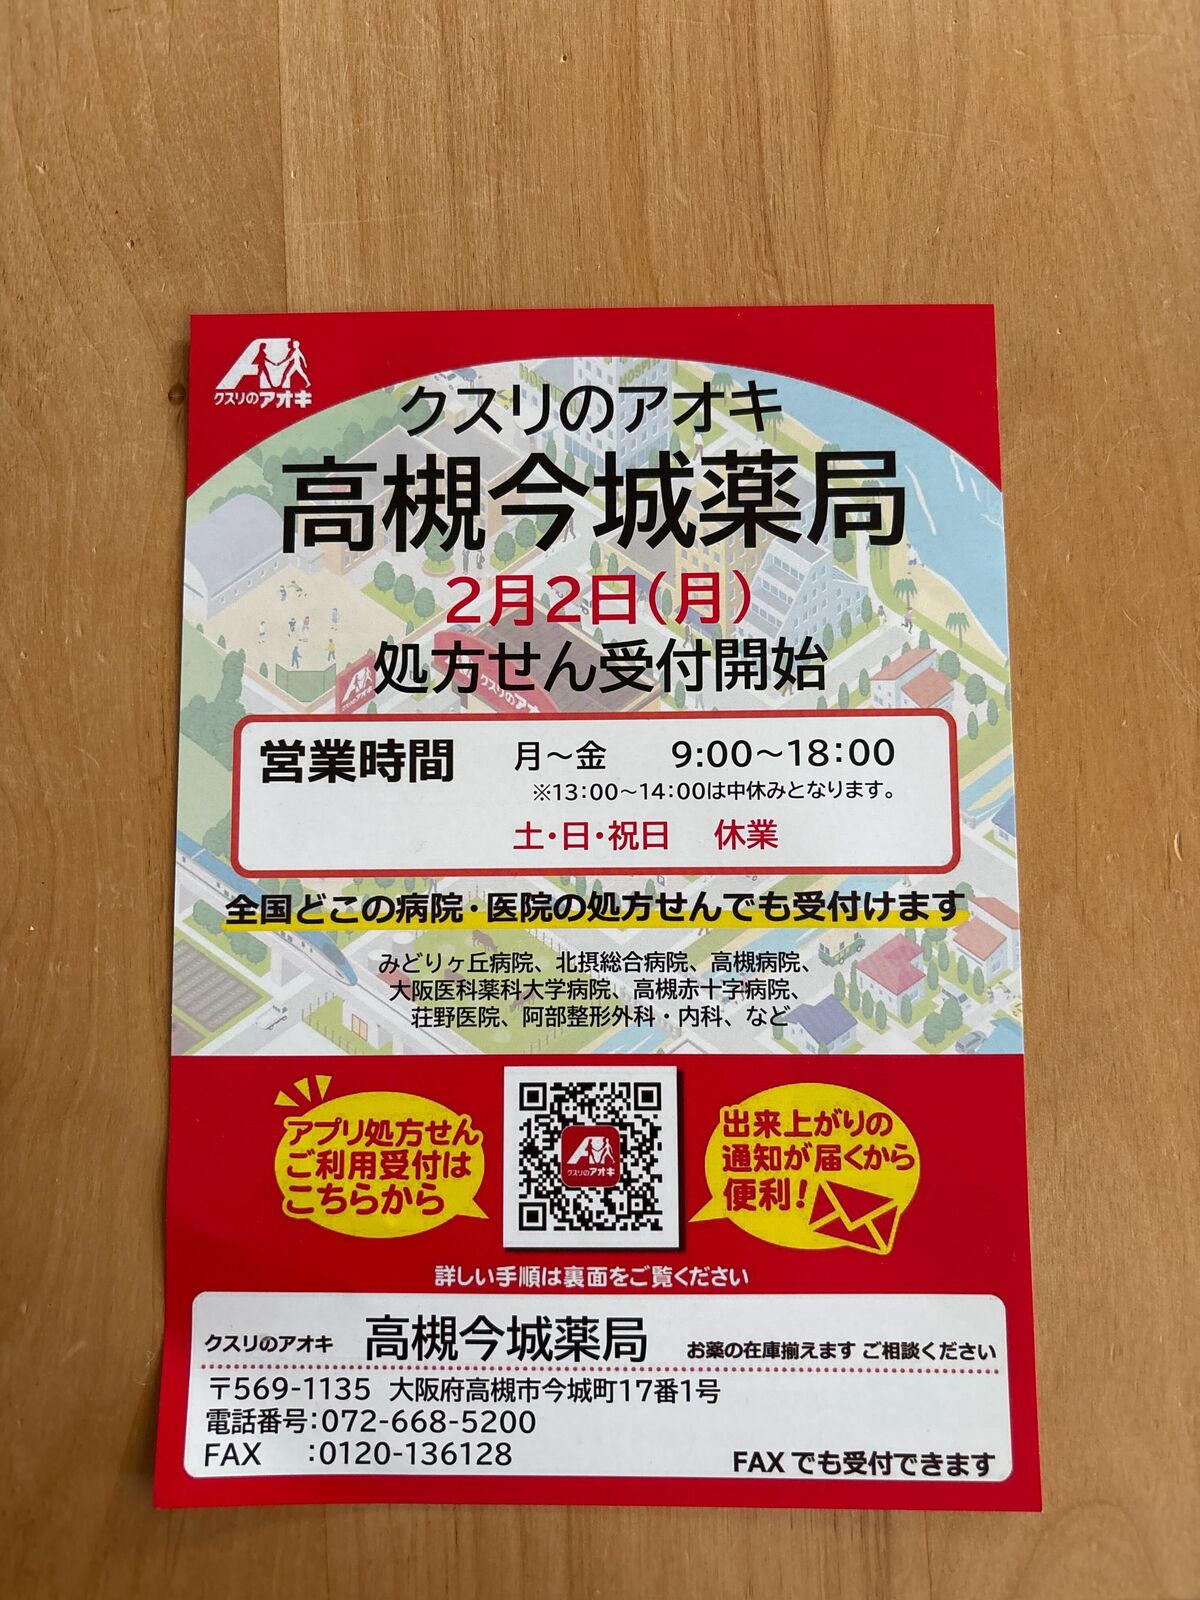 クスリのアオキ
クスリのアオキ
高槻今城薬局
2月2日(月)
処方せん受付開始
営業時間 月~金 9:00~18:00
※13:00~14:00は中休みとなります。
土・日・祝日 休業
全国どこの病院・医院の処方せんでも受付けます
みどりヶ丘病院、北摂総合病院、高槻病院、
大阪医科薬科大学病院、高槻赤十字病院、
荘野医院、阿部整形外科・内科、など
アプリ処方せん
ご利用受付は
こちらから
クスリのアオキ
出来上がりの
通知が届くから
便利!
詳しい手順は裏面をご覧ください
クスリのアオキ 高槻今城薬局 お薬の在庫揃えます ご相談ください
〒569-1135 大阪府高槻市今城町17番1号
電話番号:072-668-5200
FAX :0120-136128
FAXでも受付できます